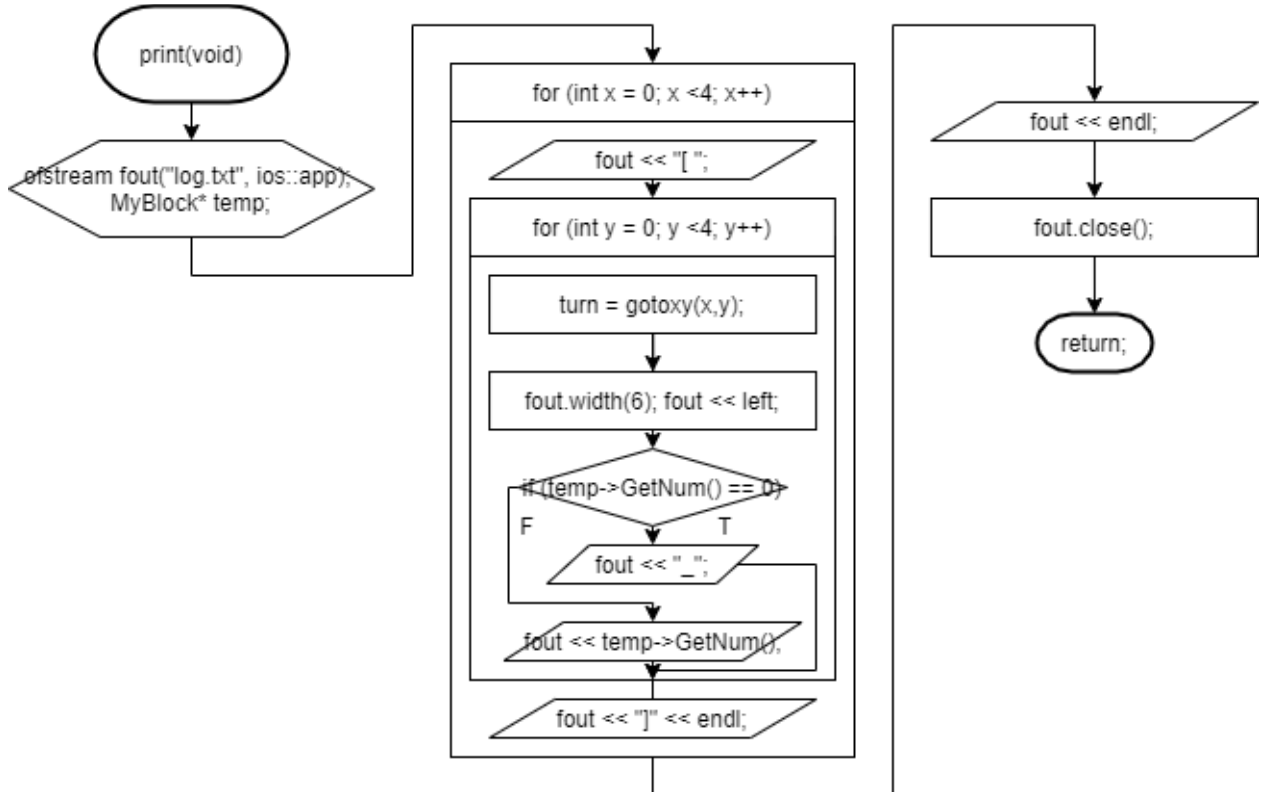 print(void)
ofstream fout("log.txt", ios::app);
MyBlock* temp;
for (int x = 0; x <4; x++)
fout << "[ ";
for (int y = 0; y <4; y++)
turn = gotoxy(x,y);
fout.width(6); fout << left;
if (temp->GetNum() == 0)
F
T
fout << "_";
fout << temp->GetNum(),
fout << "]" << endl;
fout << endl;
fout.close();
return;